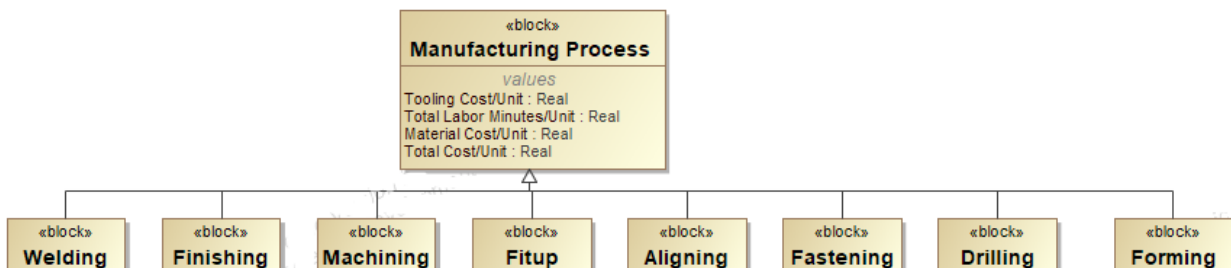 «block»
Manufacturing Process
values
Tooling Cost/Unit : Real
Total Labor Minutes/Unit : Real
Material Cost/Unit : Real
Total Cost/Unit : Real
«block» «block» «block» «block» «block» «block» «block» «block»
Welding Finishing Machining Fitup Aligning Fastening Drilling Forming